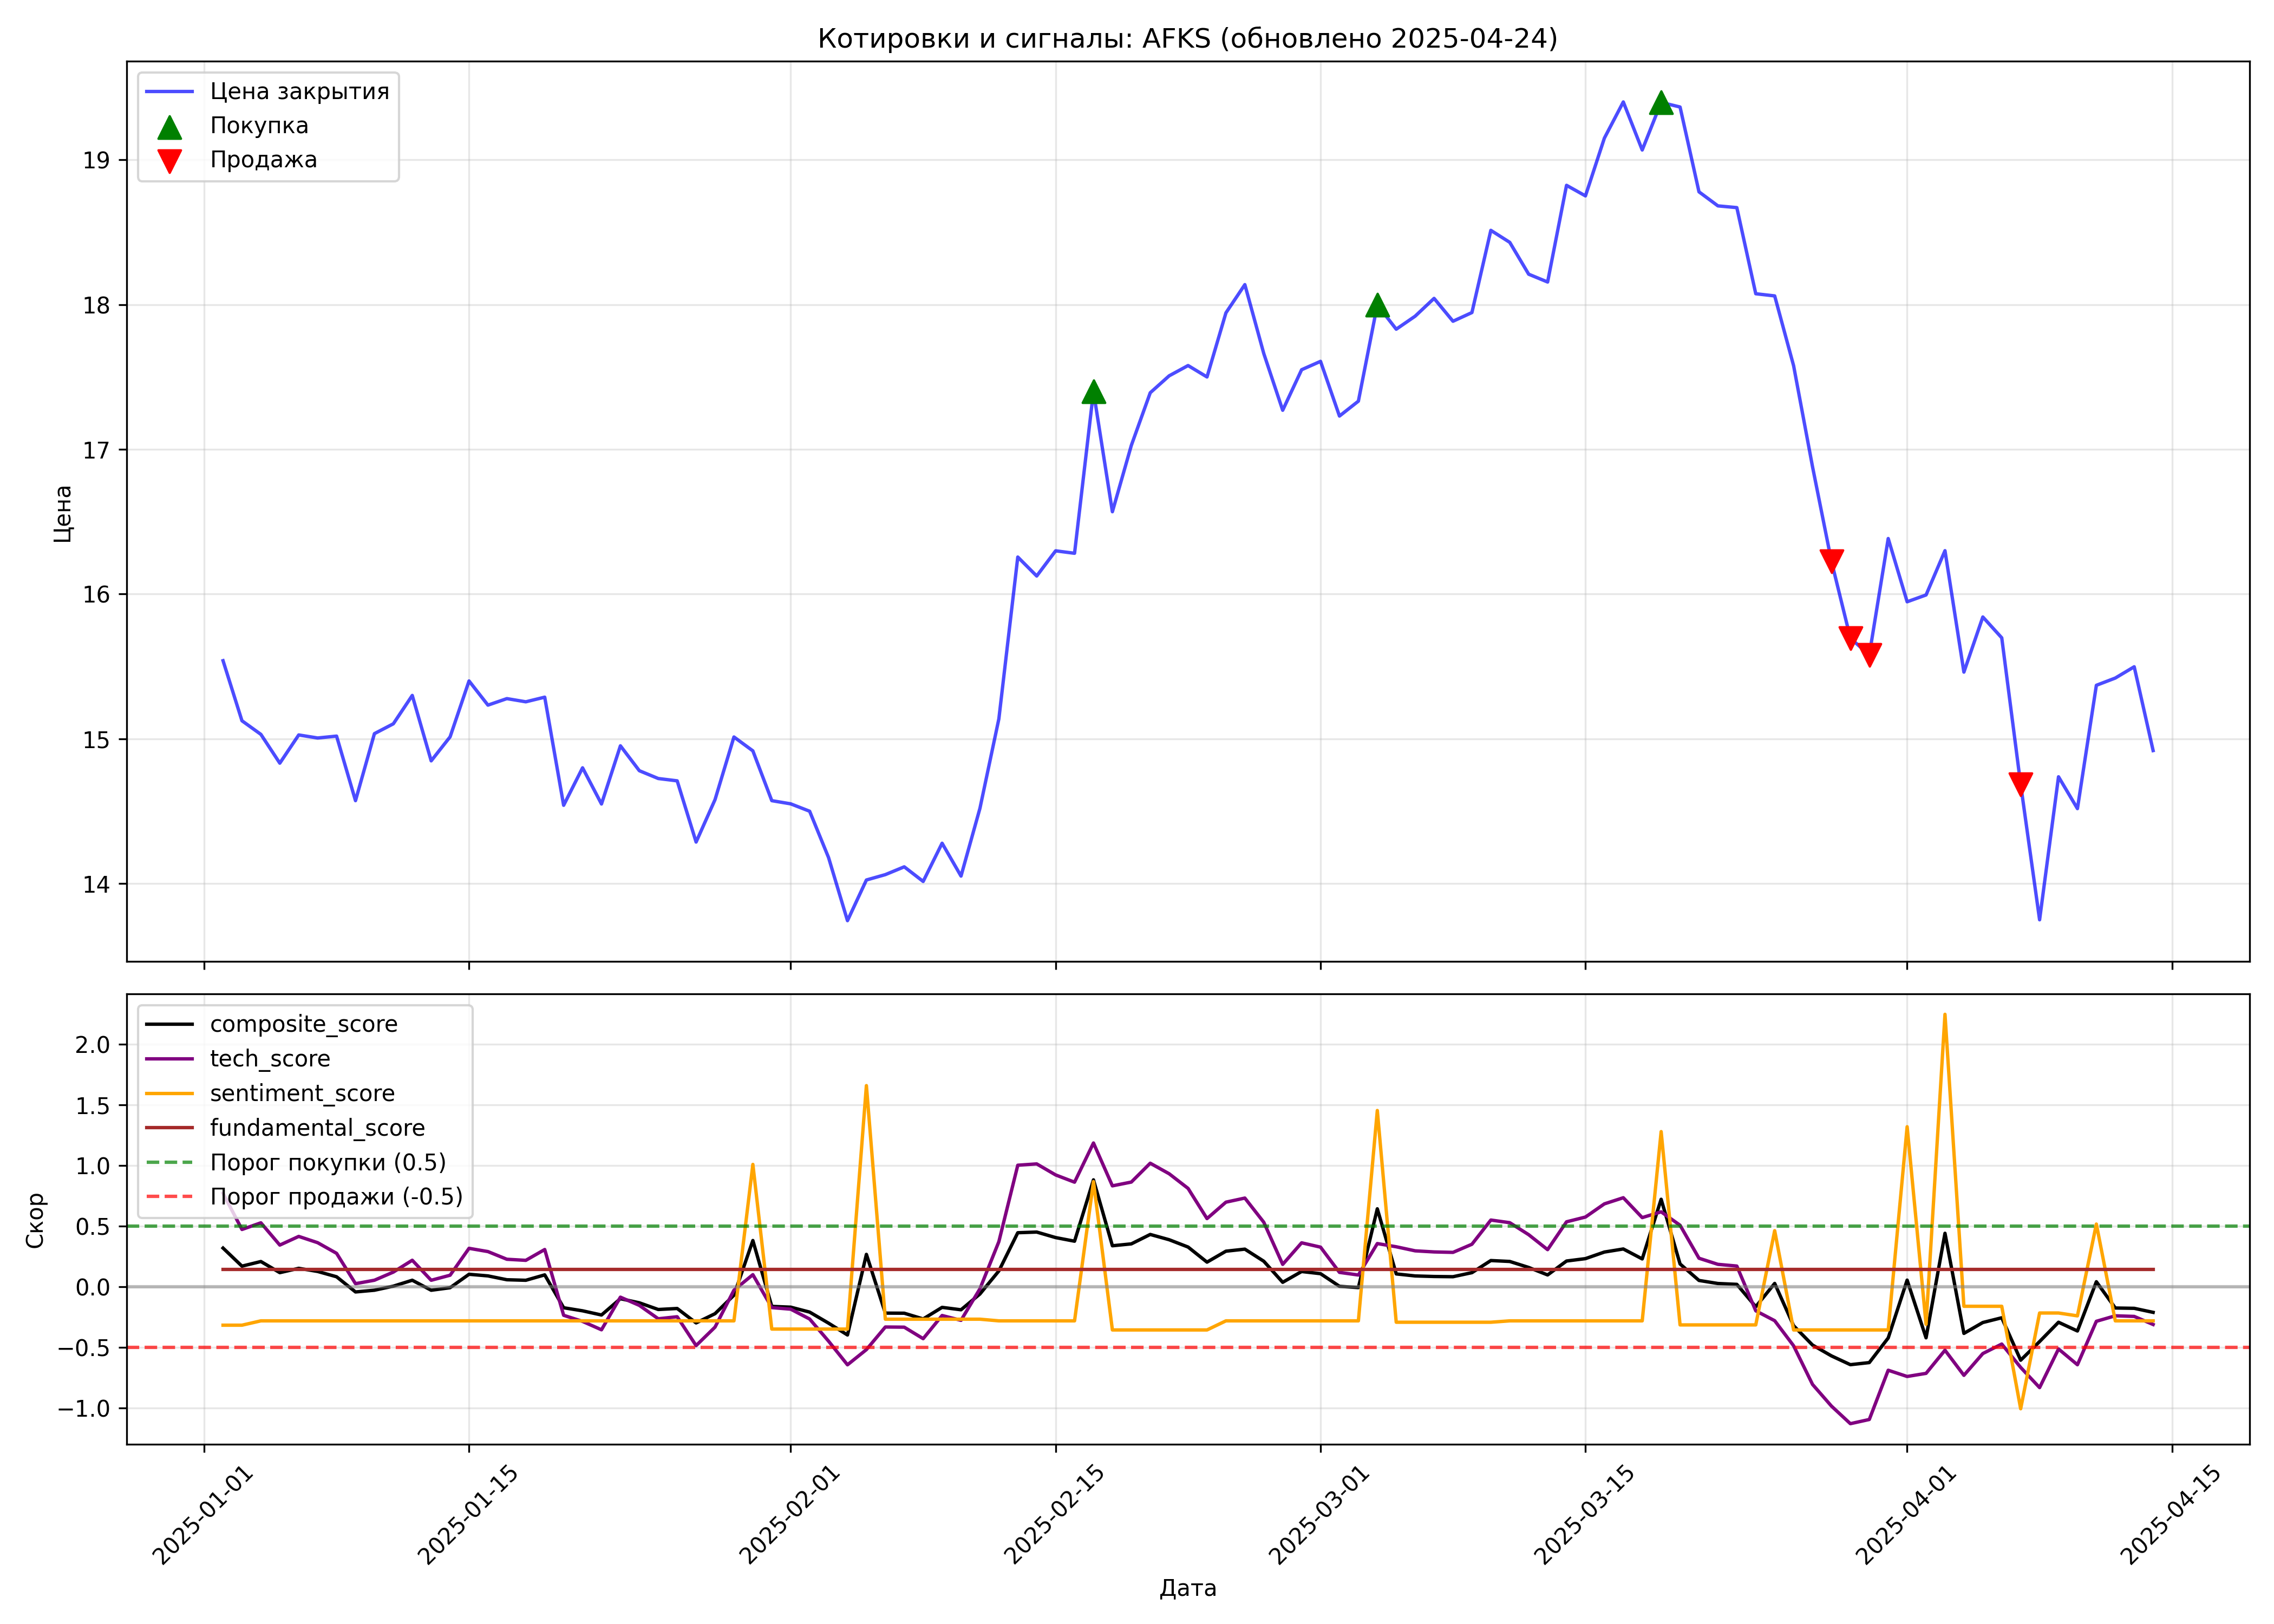 Котировки и сигналы: AFKS (обновлено 2025-04-24)
Цена закрытия
Покупка
Продажа
19
18
17
16
15
14
Цена
composite_score
tech_score
sentiment_score
fundamental_score
Порог покупки (0.5)
Порог продажи (-0.5)
2.0
1.5
1.0
0.5
0.0
−0.5
−1.0
Скор
2025-01-01
2025-01-15
2025-02-01
2025-02-15
2025-03-01
2025-03-15
2025-04-01
2025-04-15
Дата